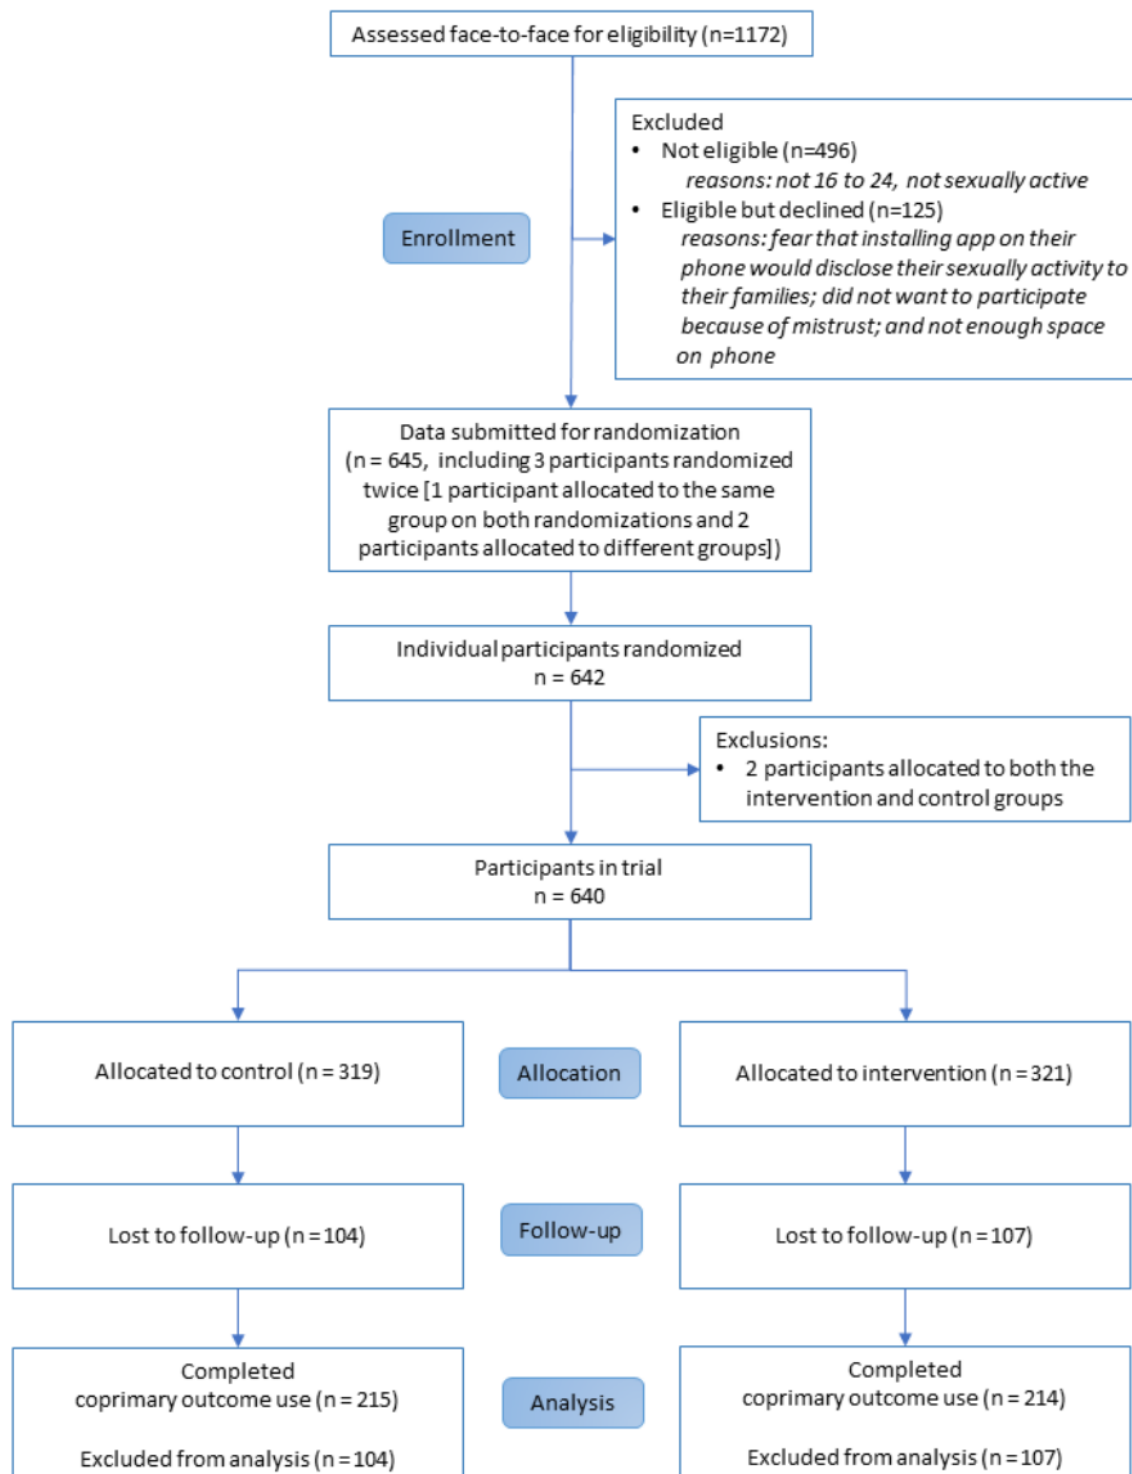 Assessed face-to-face for eligibility (n=1172)
Excluded
• Not eligible (n=496)
reasons: not 16 to 24, not sexually active
• Eligible but declined (n=125)
reasons: fear that installing app on their
phone would disclose their sexually activity to
their families; did not want to participate
because of mistrust; and not enough space
on phone
Enrollment
Data submitted for randomization
(n = 645, including 3 participants randomized
twice [1 participant allocated to the same
group on both randomizations and 2
participants allocated to different groups])
Individual participants randomized
n = 642
Exclusions:
• 2 participants allocated to both the
intervention and control groups
Participants in trial
n = 640
Allocated to control (n = 319)
Allocation
Allocated to intervention (n = 321)
Lost to follow-up (n = 104)
Follow-up
Lost to follow-up (n = 107)
Completed
coprimary outcome use (n = 215)
Excluded from analysis (n = 104)
Analysis
Completed
coprimary outcome use (n = 214)
Excluded from analysis (n = 107)